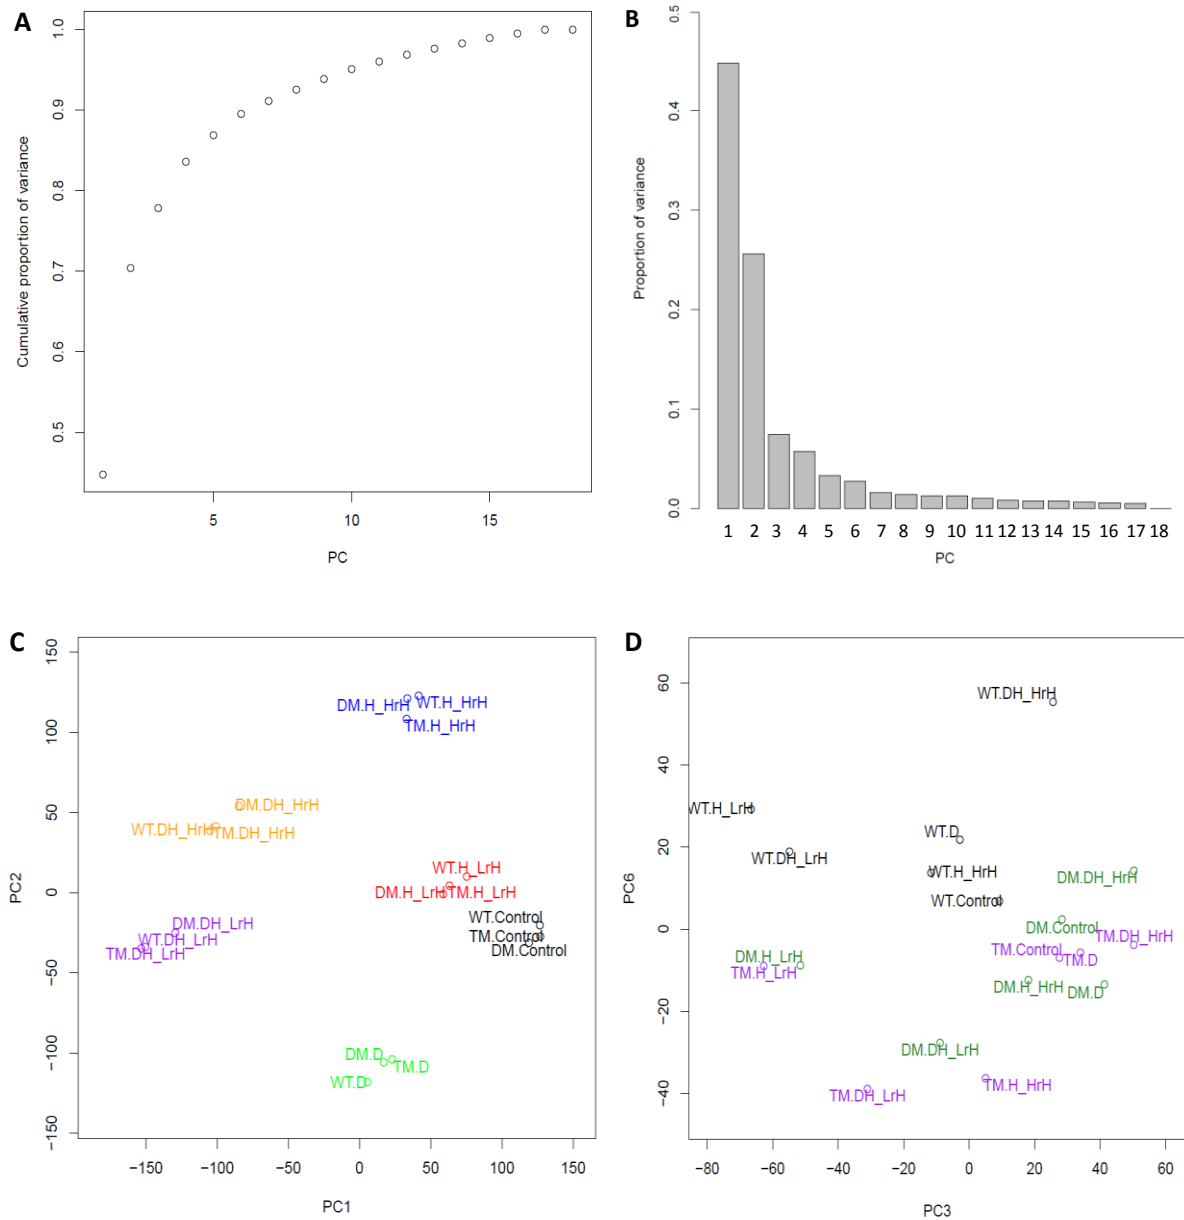 A
Cumulative proportion of variance
1.0
0.9
0.8
0.7
0.6
0.5
5 10 15
PC
B
Proportion of variance
0.5
0.4
0.3
0.2
0.1
0.0
1 2 3 4 5 6 7 8 9 10 11 12 13 14 15 16 17 18
PC
C
PC2
150
100
50
0
−50
−100
−150
DM.H_HrH
WT.H_HrH
TM.H_HrH
DM.DH_HrH
WT.DH_HrH
TM.DH_HrH
WT.H_LrH
DM.H_LrH
TM.H_LrH
WT.Control
TM.Control
DM.Control
DM.DH_LrH
WT.DH_LrH
TM.DH_LrH
DM.D
TM.D
WT.D
−150 −100 −50 0 50 100 150
PC1
D
PC6
60
40
20
0
−20
−40
WT.DH_HrH
WT.H_LrH
WT.D
WT.DH_LrH
WT.H_HrH
DM.DH_HrH
WT.Control
DM.Control
TM.DH_HrH
TM.Control
TM.D
DM.H_LrH
TM.H_LrH
DM.H_HrH
DM.D
DM.DH_LrH
TM.DH_LrH
TM.H_HrH
−80 −60 −40 −20 0 20 40 60
PC3